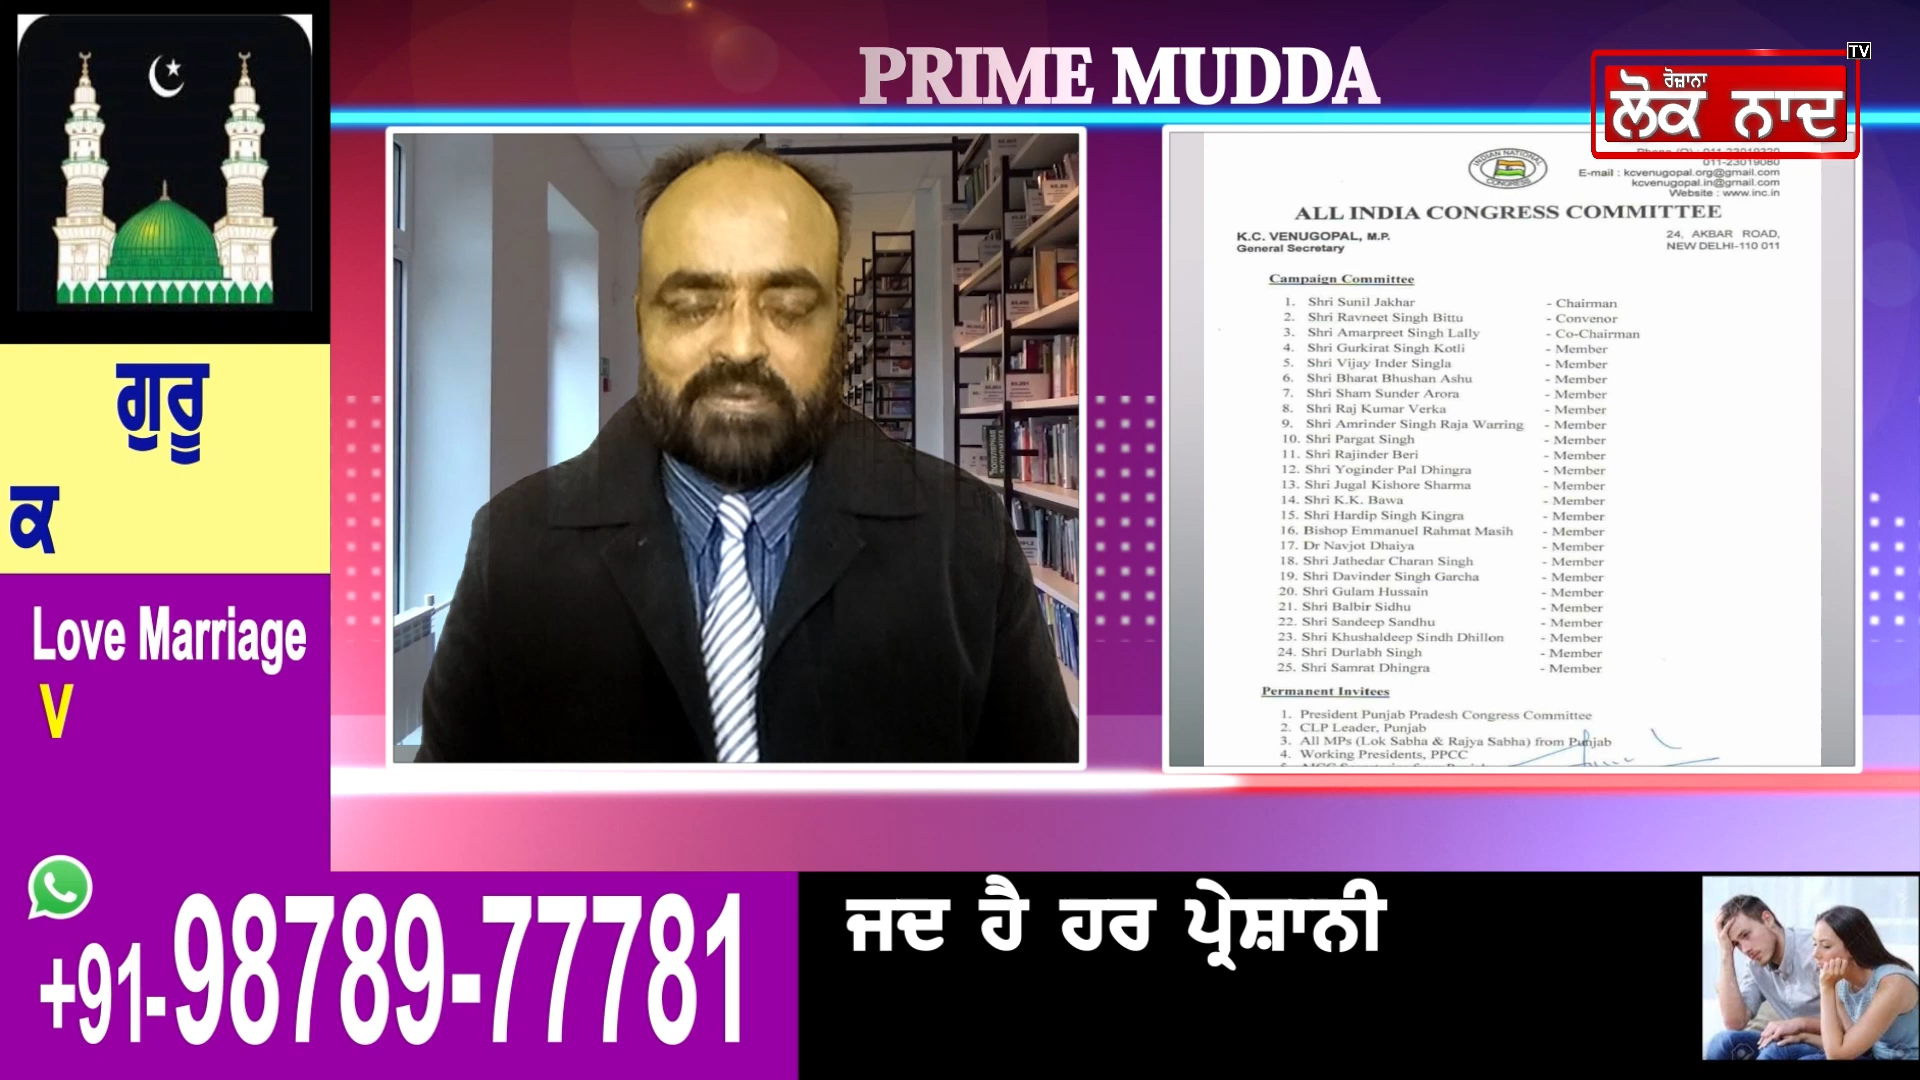 PRIME MUDDA
TV
ਰੋਜ਼ਾਨਾ
ਲੋਕ ਨਾਦ
ਗੁਰੂ
ਕ
Love Marriage
V
+91-98789-77781
ਜਦ ਹੈ ਹਰ ਪ੍ਰੇਸ਼ਾਨੀ
INDIAN NATIONAL
CONGRESS
011-23019080
E-mail : kcvenugopal.org@gmail.com
kcvenugopal.in@gmail.com
Website : www.inc.in
ALL INDIA CONGRESS COMMITTEE
K.C. VENUGOPAL, M.P.
General Secretary
24, AKBAR ROAD,
NEW DELHI-110 011
Campaign Committee
1. Shri Sunil Jakhar - Chairman
2. Shri Ravneet Singh Bittu - Convenor
3. Shri Amarpreet Singh Lally - Co-Chairman
4. Shri Gurkirat Singh Kotli - Member
5. Shri Vijay Inder Singla - Member
6. Shri Bharat Bhushan Ashu - Member
7. Shri Sham Sunder Arora - Member
8. Shri Raj Kumar Verka - Member
9. Shri Amrinder Singh Raja Warring - Member
10. Shri Pargat Singh - Member
11. Shri Rajinder Beri - Member
12. Shri Yoginder Pal Dhingra - Member
13. Shri Jugal Kishore Sharma - Member
14. Shri K.K. Bawa - Member
15. Shri Hardip Singh Kingra - Member
16. Bishop Emmanuel Rahmat Masih - Member
17. Dr Navjot Dhaiya - Member
18. Shri Jathedar Charan Singh - Member
19. Shri Davinder Singh Garcha - Member
20. Shri Gulam Hussain - Member
21. Shri Balbir Sidhu - Member
22. Shri Sandeep Sandhu - Member
23. Shri Khushaldeep Sindh Dhillon - Member
24. Shri Durlabh Singh - Member
25. Shri Samrat Dhingra - Member
Permanent Invitees
1. President Punjab Pradesh Congress Committee
2. CLP Leader, Punjab
3. All MPs (Lok Sabha & Rajya Sabha) from Punjab
4. Working Presidents, PPCC